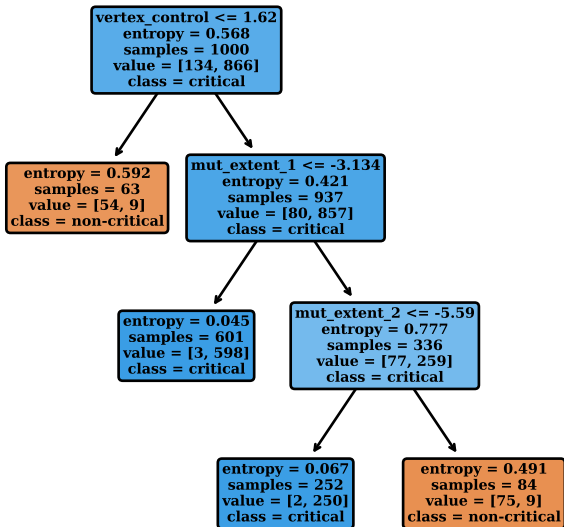 vertex_control <= 1.62
entropy = 0.568
samples = 1000
value = [134, 866]
class = critical
entropy = 0.592
samples = 63
value = [54, 9]
class = non-critical
mut_extent_1 <= -3.134
entropy = 0.421
samples = 937
value = [80, 857]
class = critical
entropy = 0.045
samples = 601
value = [3, 598]
class = critical
mut_extent_2 <= -5.59
entropy = 0.777
samples = 336
value = [77, 259]
class = critical
entropy = 0.067
samples = 252
value = [2, 250]
class = critical
entropy = 0.491
samples = 84
value = [75, 9]
class = non-critical